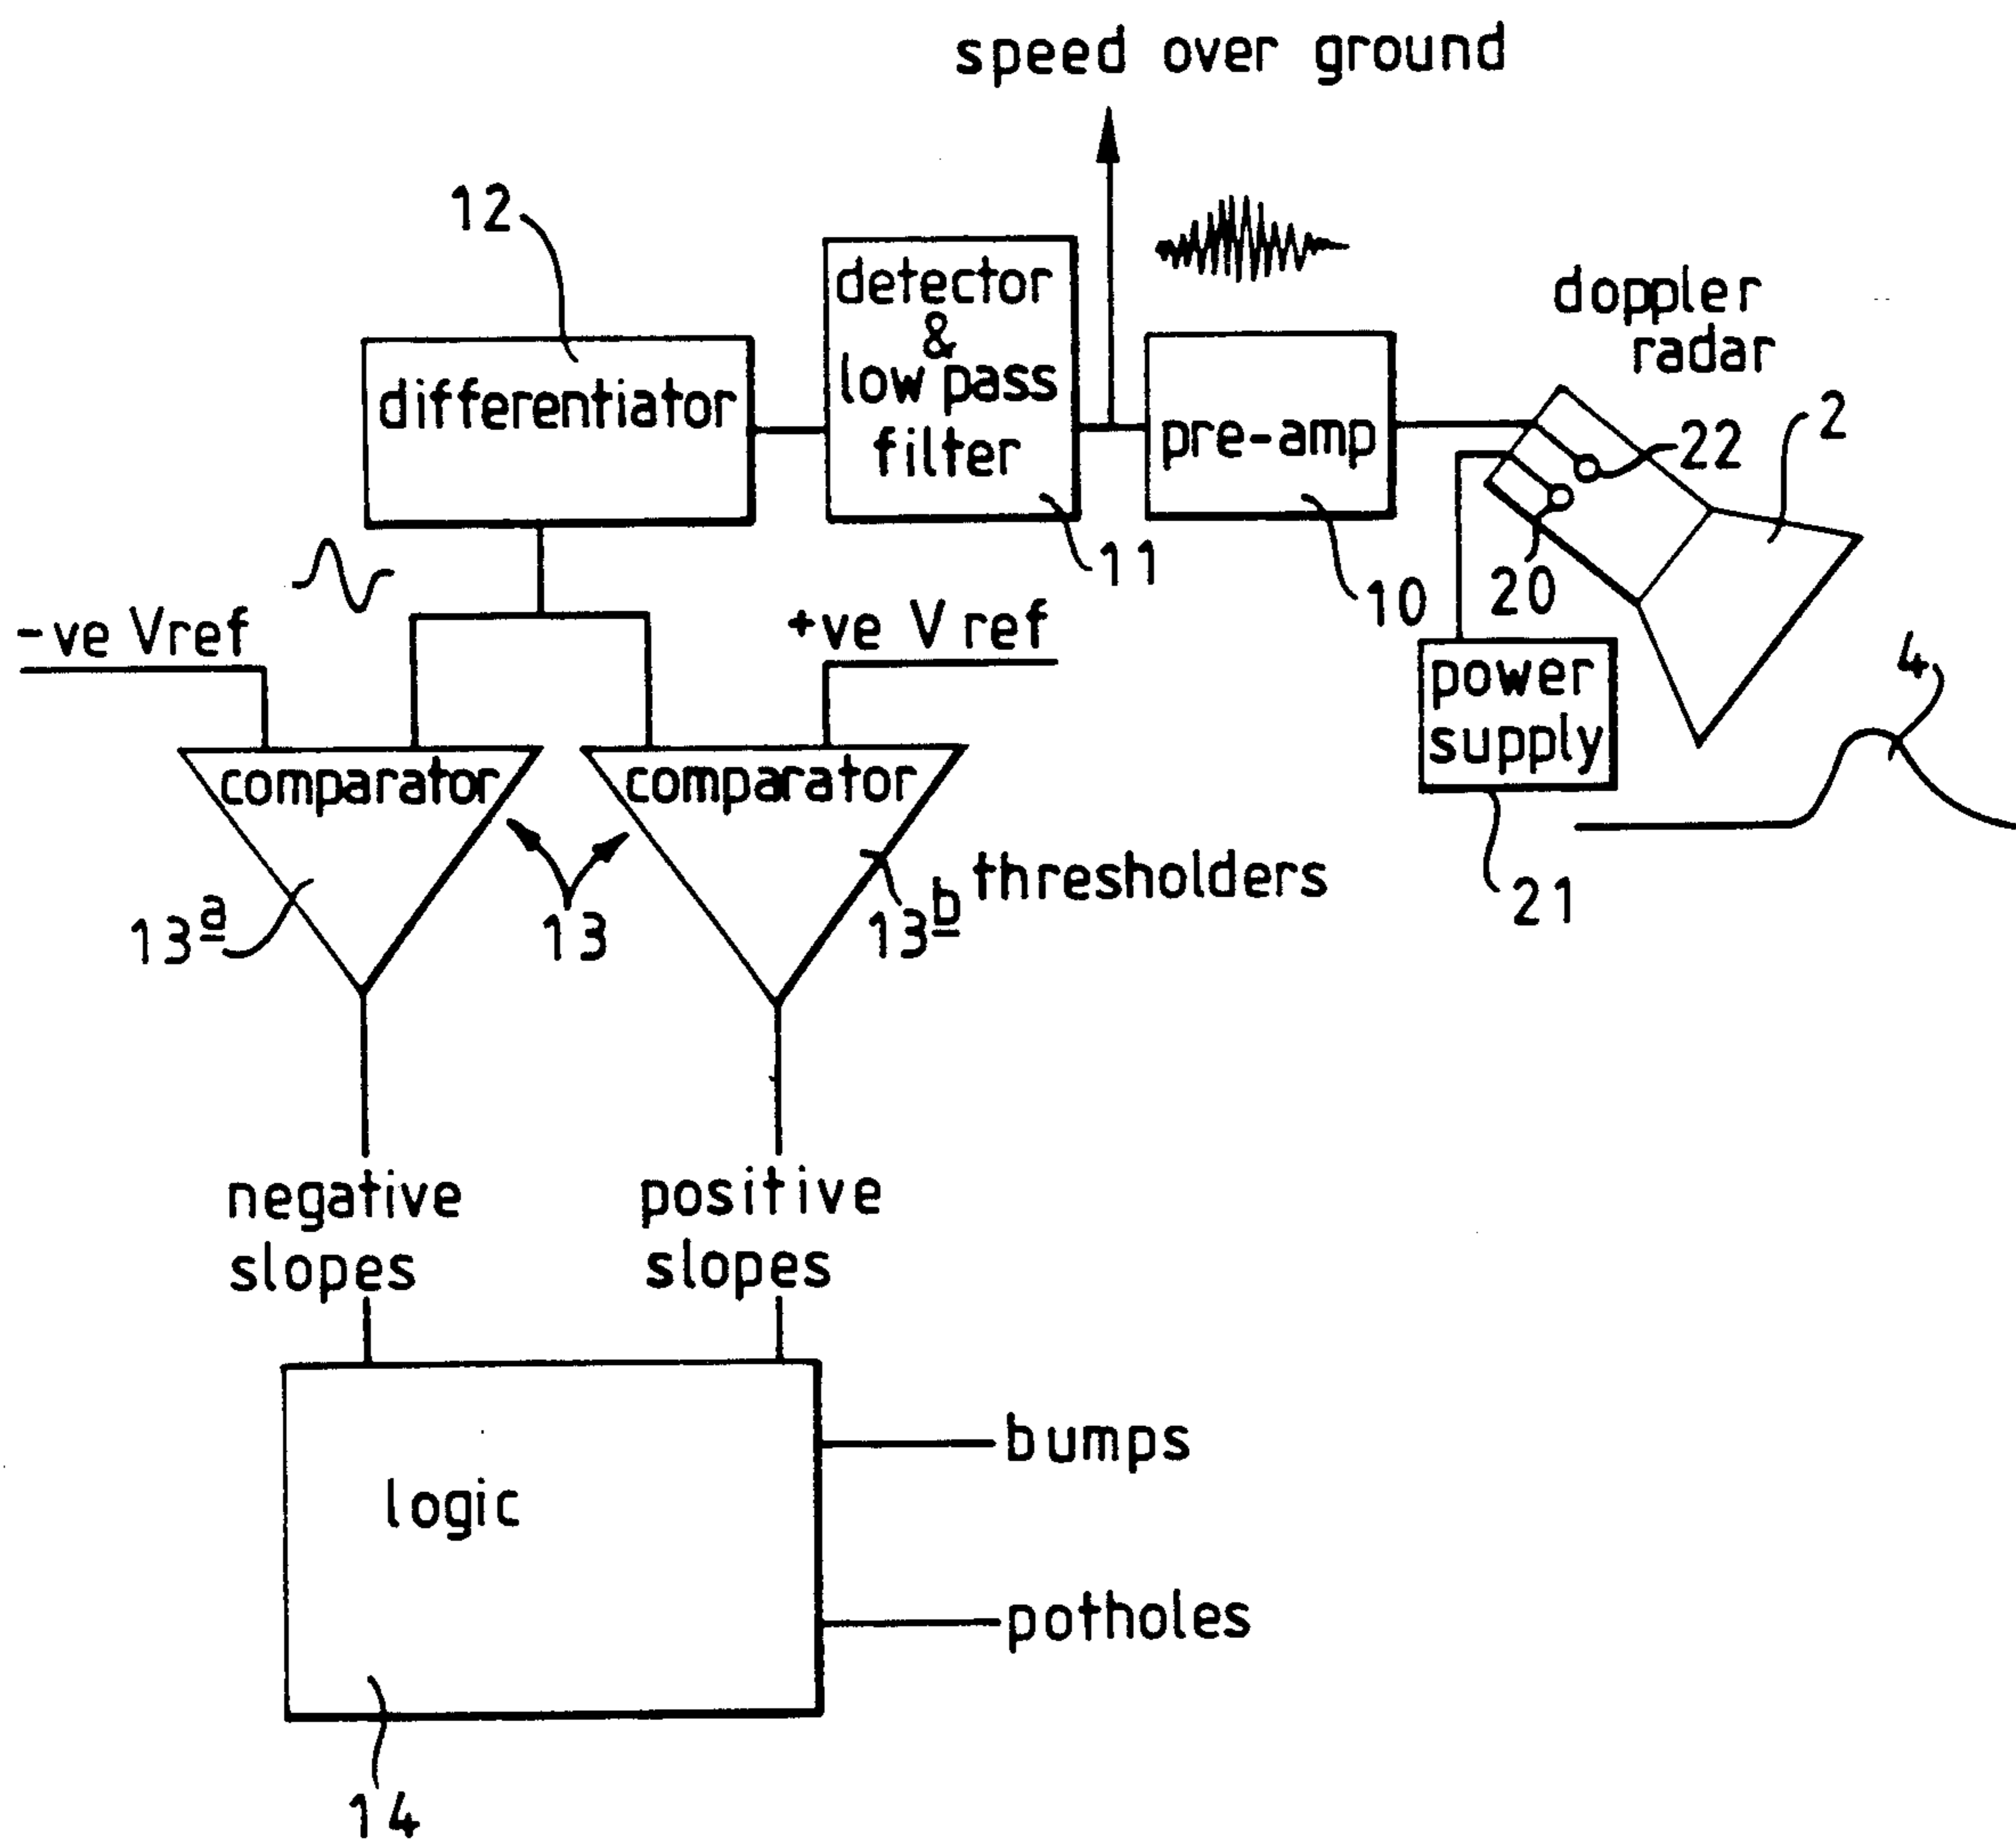 speed over ground
12
detector
&
low pass
filter
doppler
radar
differentiator
pre-amp
22
2
11
10
20
-ve Vref
+ve V ref
power
supply
4
comparator
comparator
thresholders
13a
13
13b
21
negative
slopes
positive
slopes
bumps
logic
potholes
14